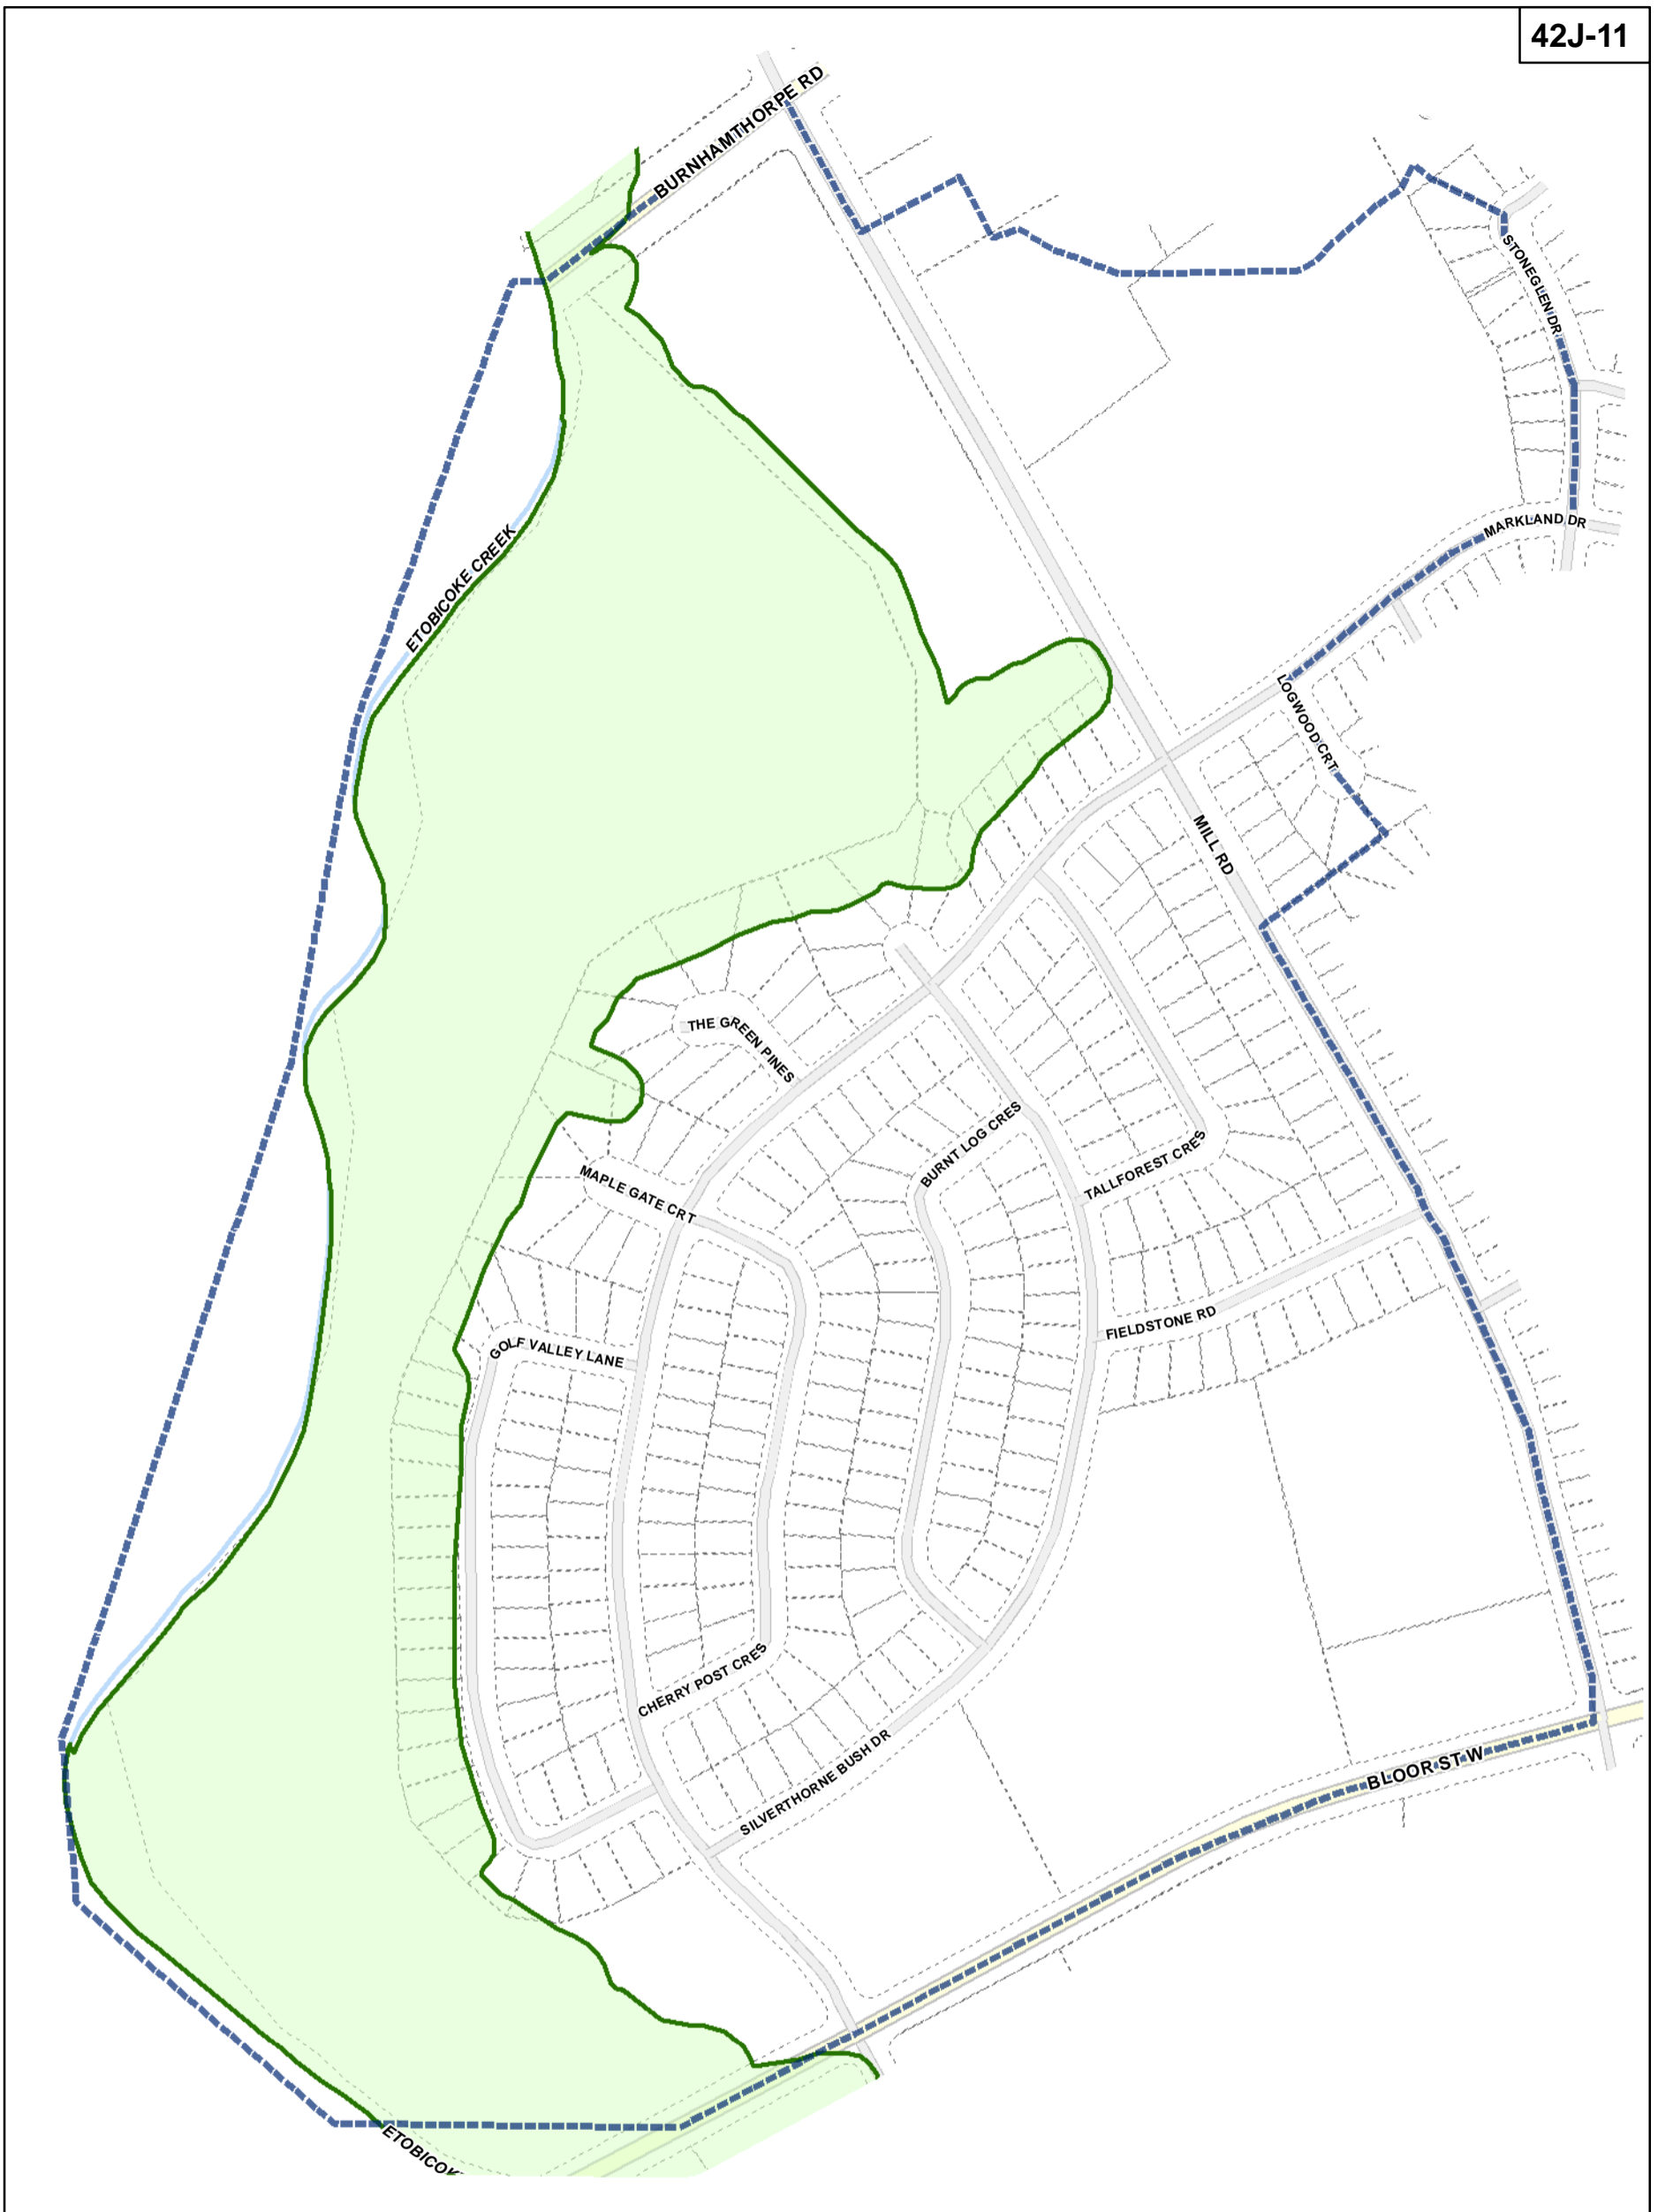 42J-11
BURNHAMTHORPE RD
STONEGLEN DR
ETOBICOKE CREEK
MARKLAND DR
LOGWOOD CRT
MILL RD
THE GREEN PINES
BURNT LOG CRES
TALLFOREST CRES
MAPLE GATE CRT
FIELDSTONE RD
GOLF VALLEY LANE
CHERRY POST CRES
SILVERTHORNE BUSH DR
BLOOR ST W
ETOBICOK